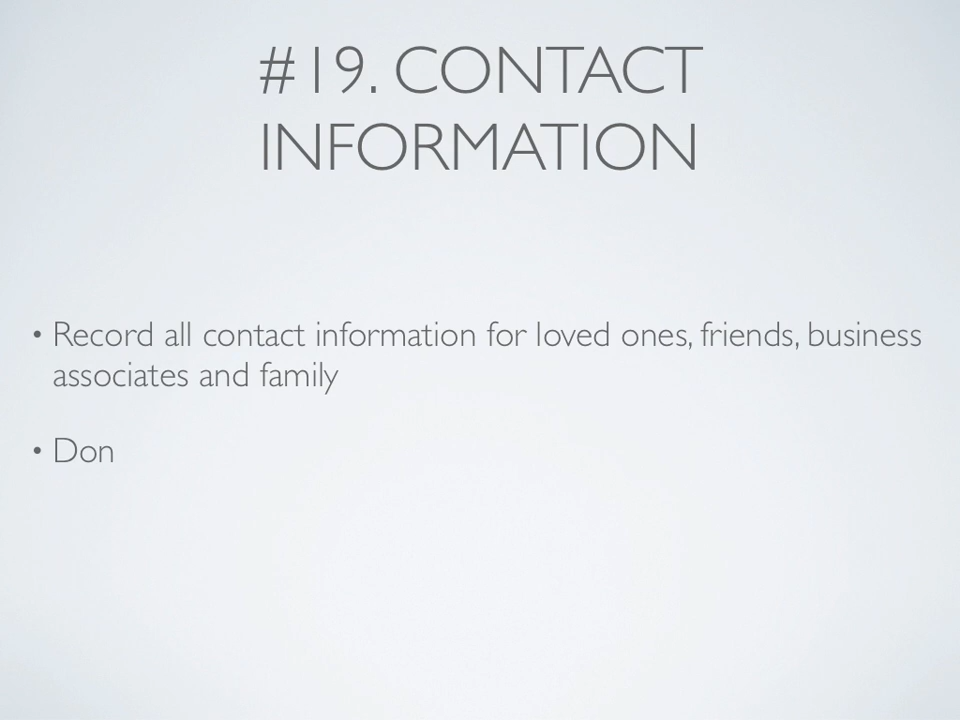 #19. CONTACT
INFORMATION
• Record all contact information for loved ones, friends, business
associates and family
• Don